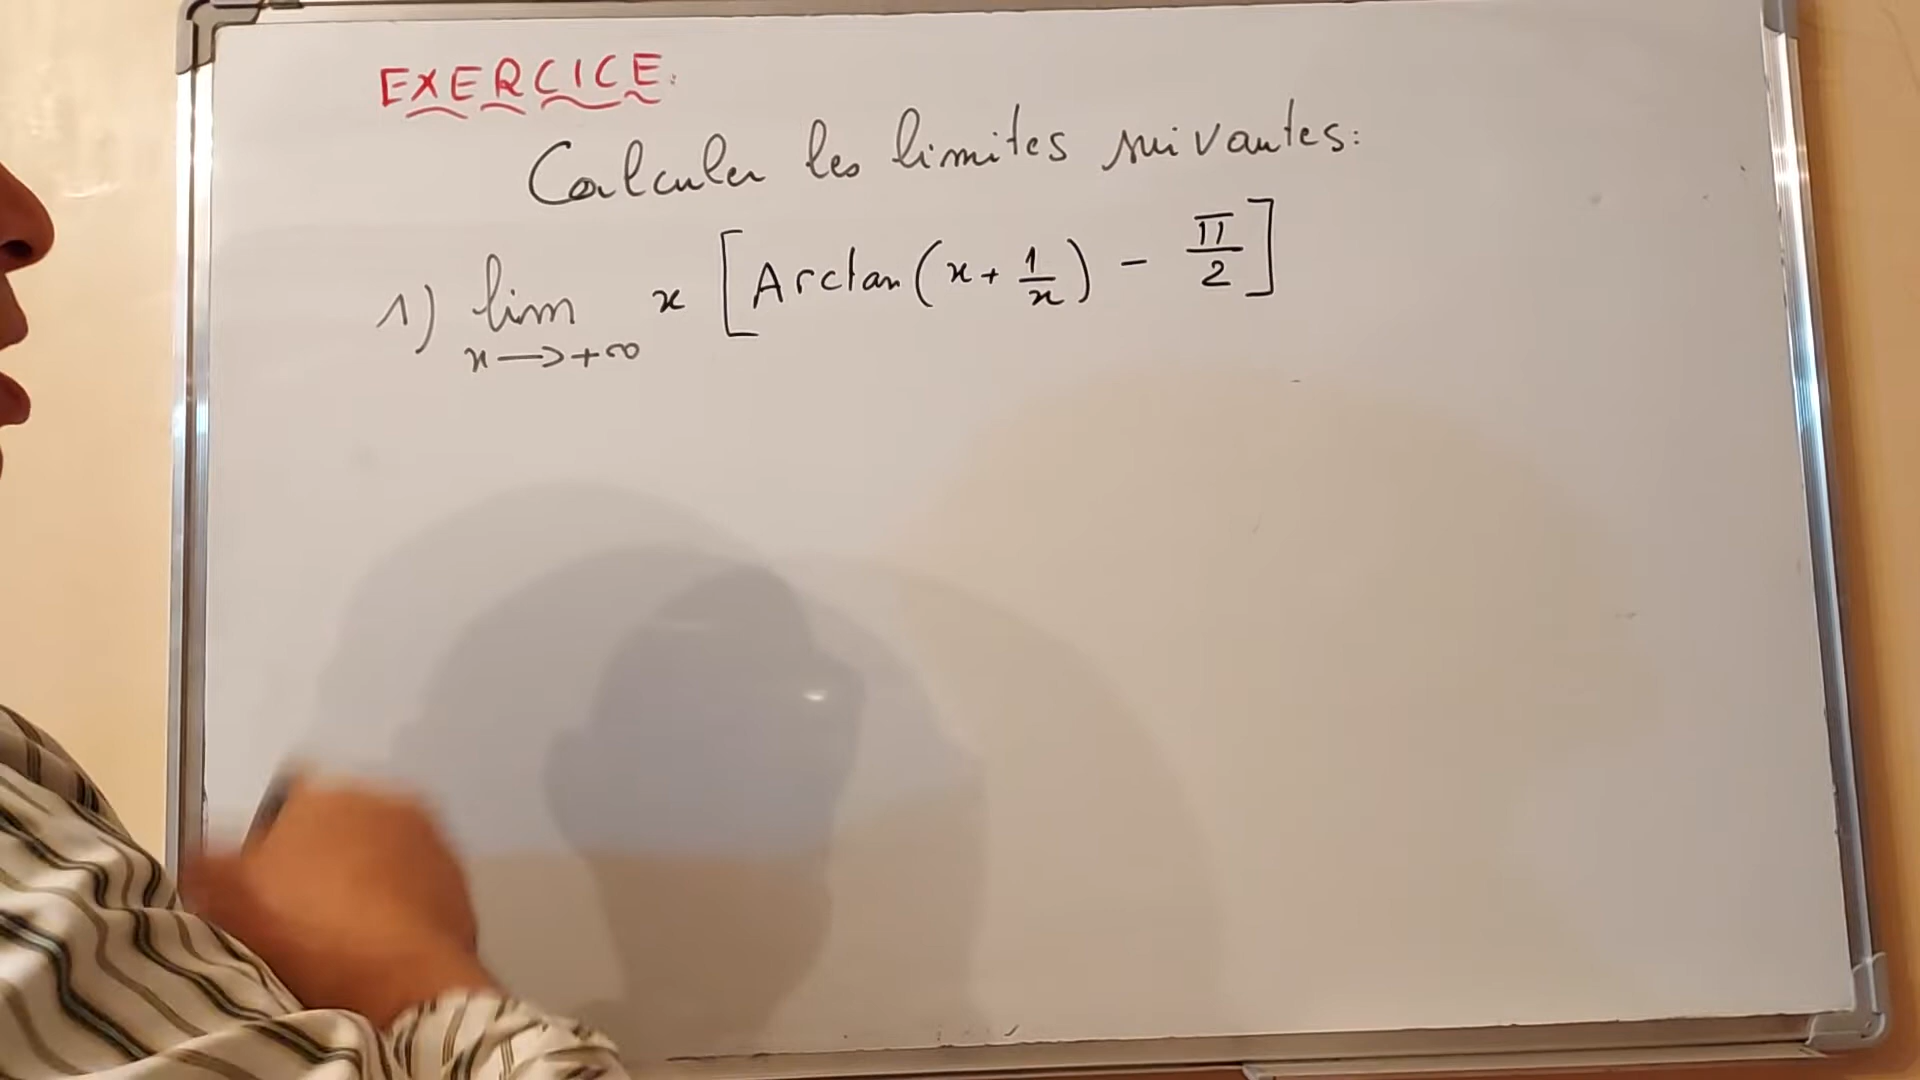 EXERCICE:
Calculer les limites suivantes:
1) lim x [Arctan(x + 1/x) - π/2]
x → +∞